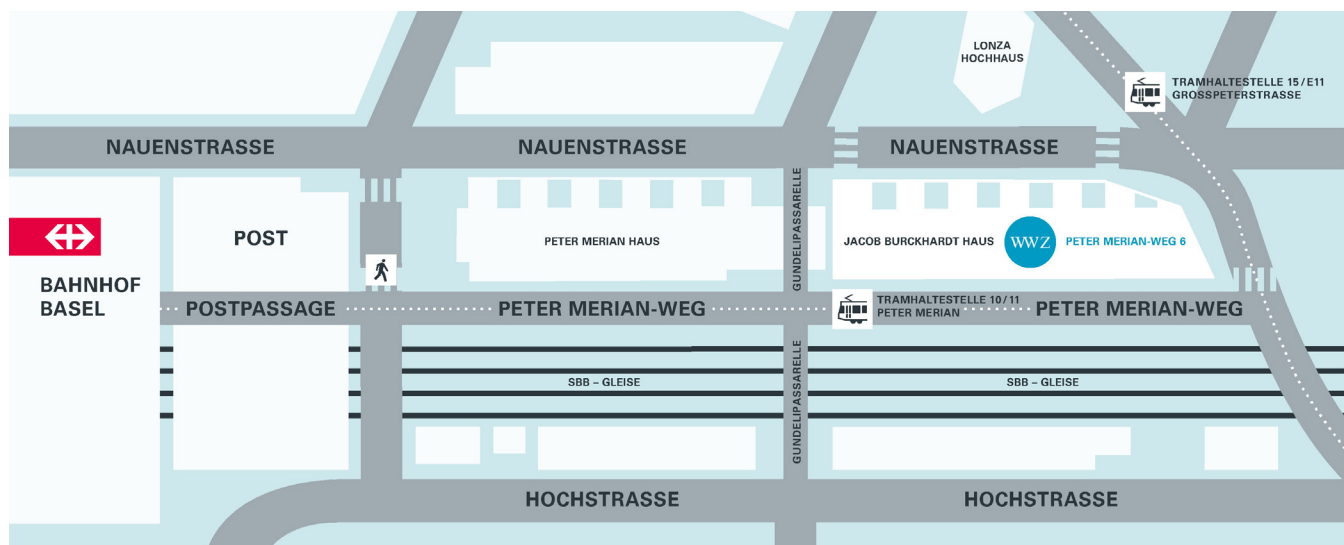 LONZA
HOCHHAUS
TRAMHALTESTELLE 15/E11
GROSSPETERSTRASSE
NAUENSTRASSE
NAUENSTRASSE
NAUENSTRASSE
GUNDELIPASSARELLE
POST
PETER MERIAN HAUS
JACOB BURCKHARDT HAUS
WWZ
PETER MERIAN-WEG 6
BAHNHOF
BASEL
POSTPASSAGE
PETER MERIAN-WEG
TRAMHALTESTELLE 10/11
PETER MERIAN
PETER MERIAN-WEG
GUNDELIPASSARELLE
SBB – GLEISE
SBB – GLEISE
HOCHSTRASSE
HOCHSTRASSE